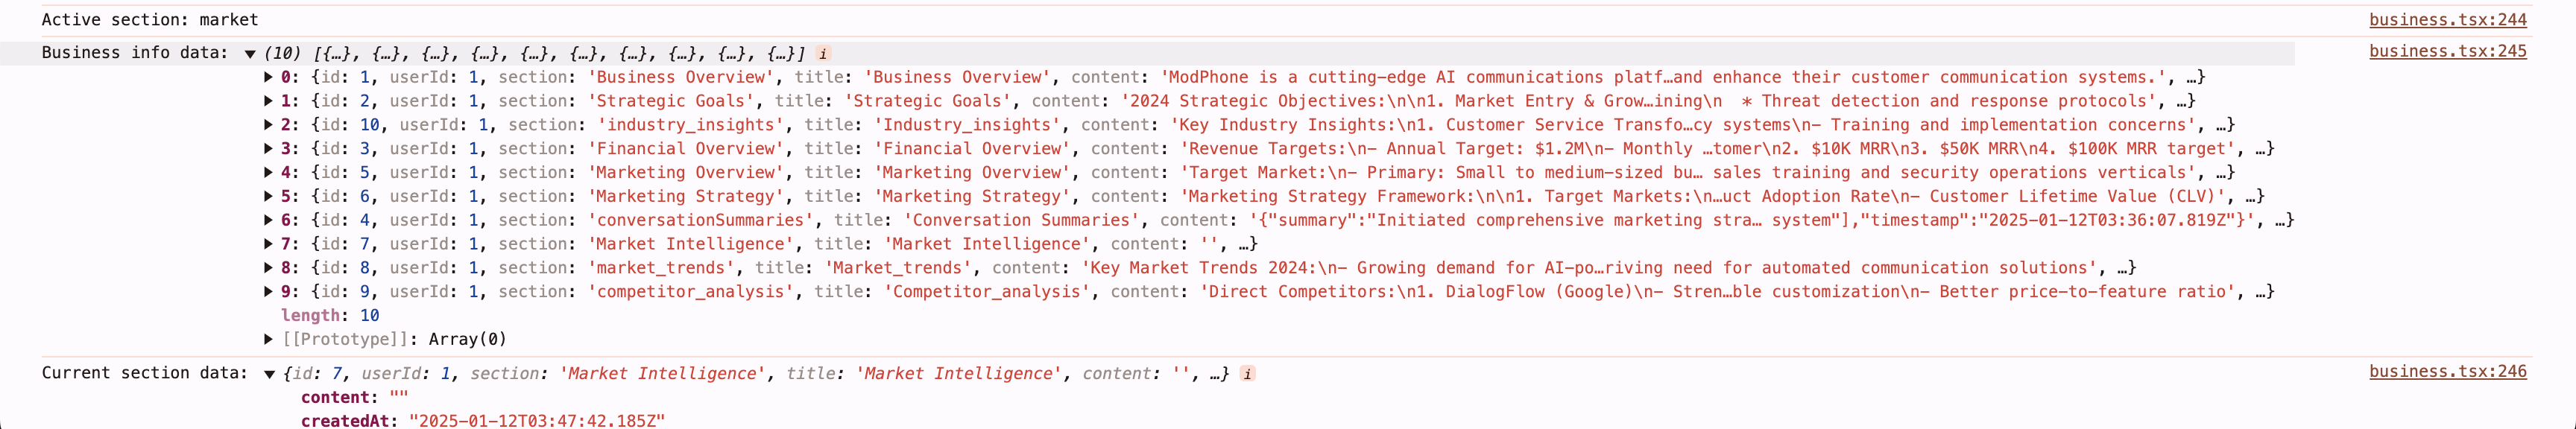 Active section: market business.tsx:244
Business info data: ▼ (10) [{…}, {…}, {…}, {…}, {…}, {…}, {…}, {…}, {…}, {…}] i business.tsx:245
▶ 0: {id: 1, userId: 1, section: 'Business Overview', title: 'Business Overview', content: 'ModPhone is a cutting-edge AI communications platf…and enhance their customer communication systems.', …}
▶ 1: {id: 2, userId: 1, section: 'Strategic Goals', title: 'Strategic Goals', content: '2024 Strategic Objectives:\n\n1. Market Entry & Grow…ining\n  * Threat detection and response protocols', …}
▶ 2: {id: 10, userId: 1, section: 'industry_insights', title: 'Industry_insights', content: 'Key Industry Insights:\n1. Customer Service Transfo…cy systems\n- Training and implementation concerns', …}
▶ 3: {id: 3, userId: 1, section: 'Financial Overview', title: 'Financial Overview', content: 'Revenue Targets:\n- Annual Target: $1.2M\n- Monthly …tomer\n2. $10K MRR\n3. $50K MRR\n4. $100K MRR target', …}
▶ 4: {id: 5, userId: 1, section: 'Marketing Overview', title: 'Marketing Overview', content: 'Target Market:\n- Primary: Small to medium-sized bu… sales training and security operations verticals', …}
▶ 5: {id: 6, userId: 1, section: 'Marketing Strategy', title: 'Marketing Strategy', content: 'Marketing Strategy Framework:\n\n1. Target Markets:\n…uct Adoption Rate\n- Customer Lifetime Value (CLV)', …}
▶ 6: {id: 4, userId: 1, section: 'conversationSummaries', title: 'Conversation Summaries', content: '{"summary":"Initiated comprehensive marketing stra… system"],"timestamp":"2025-01-12T03:36:07.819Z"}', …}
▶ 7: {id: 7, userId: 1, section: 'Market Intelligence', title: 'Market Intelligence', content: '', …}
▶ 8: {id: 8, userId: 1, section: 'market_trends', title: 'Market_trends', content: 'Key Market Trends 2024:\n- Growing demand for AI-po…riving need for automated communication solutions', …}
▶ 9: {id: 9, userId: 1, section: 'competitor_analysis', title: 'Competitor_analysis', content: 'Direct Competitors:\n1. DialogFlow (Google)\n- Stren…ble customization\n- Better price-to-feature ratio', …}
length: 10
▶ [[Prototype]]: Array(0)
Current section data: ▼ {id: 7, userId: 1, section: 'Market Intelligence', title: 'Market Intelligence', content: '', …} i business.tsx:246
content: ""
createdAt: "2025-01-12T03:47:42.185Z"